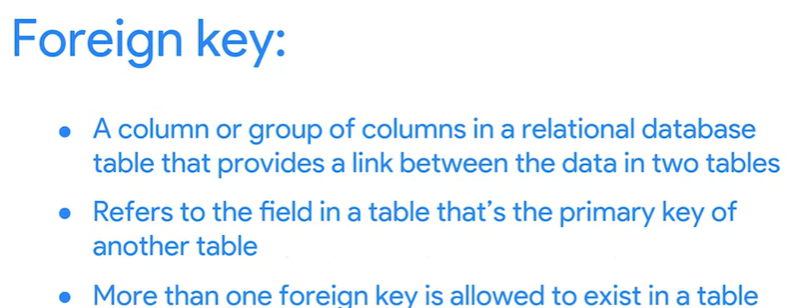 Foreign key:
• A column or group of columns in a relational database
table that provides a link between the data in two tables
• Refers to the field in a table that's the primary key of
another table
• More than one foreign key is allowed to exist in a table